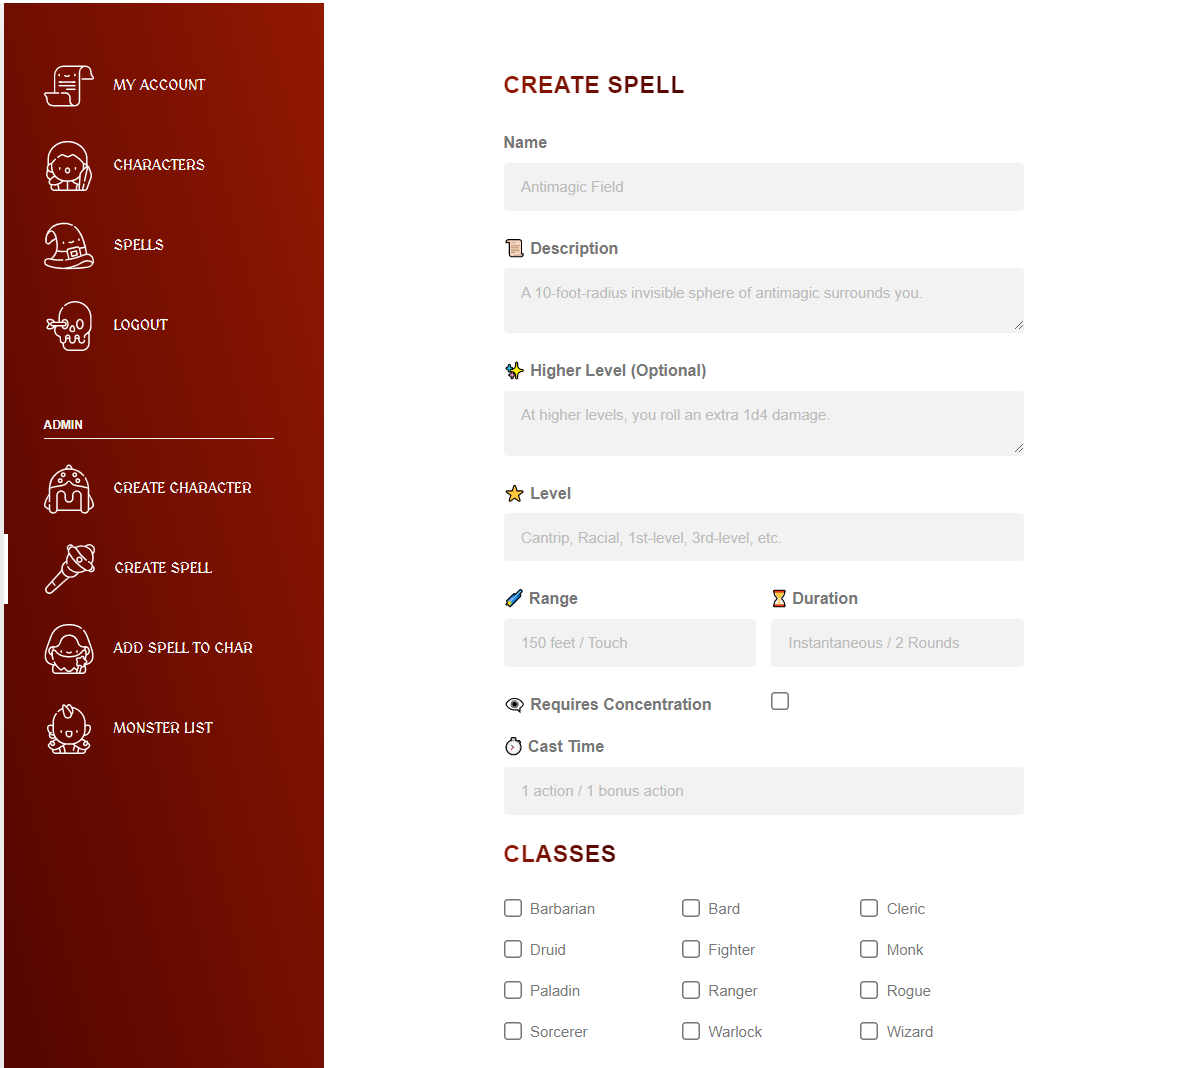 MY ACCOUNT
CHARACTERS
SPELLS
LOGOUT
ADMIN
CREATE CHARACTER
CREATE SPELL
ADD SPELL TO CHAR
MONSTER LIST
CREATE SPELL
Name
Antimagic Field
Description
A 10-foot-radius invisible sphere of antimagic surrounds you.
Higher Level (Optional)
At higher levels, you roll an extra 1d4 damage.
Level
Cantrip, Racial, 1st-level, 3rd-level, etc.
Range Duration
150 feet / Touch Instantaneous / 2 Rounds
Requires Concentration
Cast Time
1 action / 1 bonus action
CLASSES
Barbarian Bard Cleric
Druid Fighter Monk
Paladin Ranger Rogue
Sorcerer Warlock Wizard